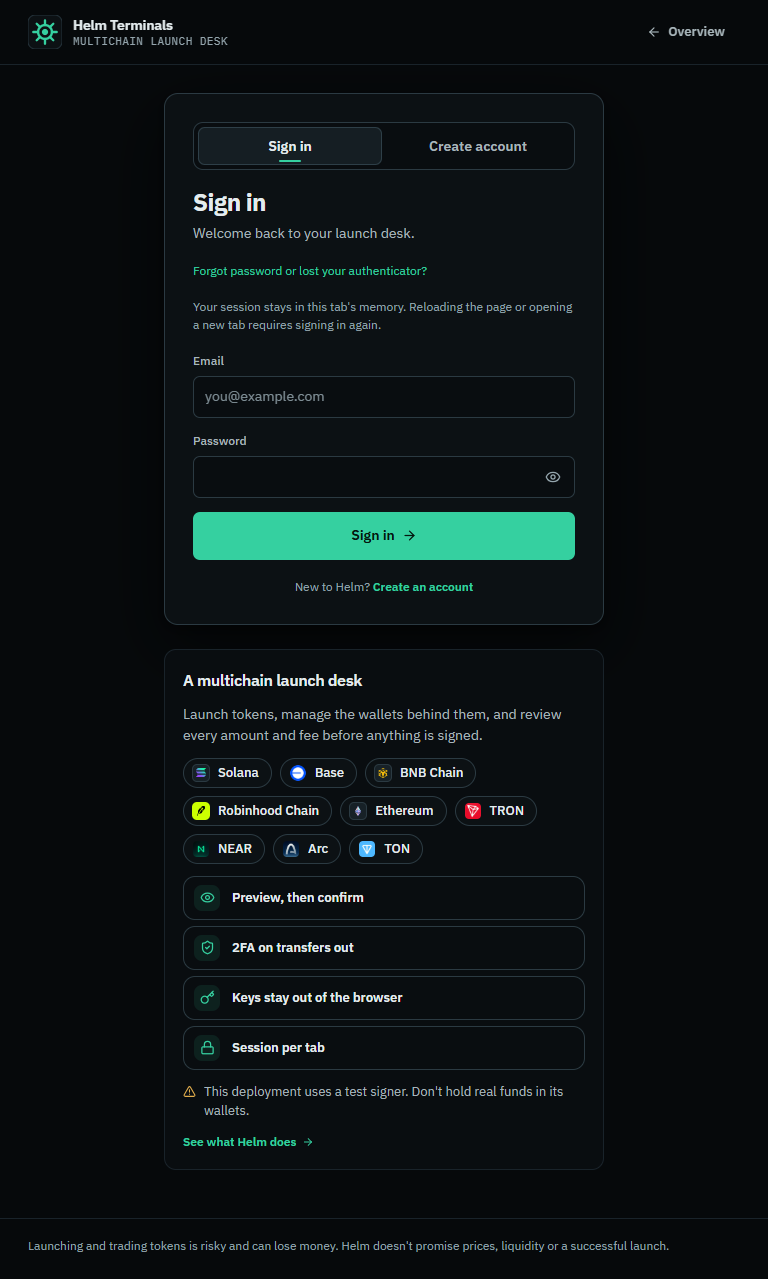 Helm Terminals
MULTICHAIN LAUNCH DESK
← Overview
Sign in
Create account
Sign in
Welcome back to your launch desk.
Forgot password or lost your authenticator?
Your session stays in this tab's memory. Reloading the page or opening
a new tab requires signing in again.
Email
you@example.com
Password
Sign in →
New to Helm? Create an account
A multichain launch desk
Launch tokens, manage the wallets behind them, and review
every amount and fee before anything is signed.
Solana Base BNB Chain
Robinhood Chain Ethereum TRON
NEAR Arc TON
Preview, then confirm
2FA on transfers out
Keys stay out of the browser
Session per tab
This deployment uses a test signer. Don't hold real funds in its
wallets.
See what Helm does →
Launching and trading tokens is risky and can lose money. Helm doesn't promise prices, liquidity or a successful launch.